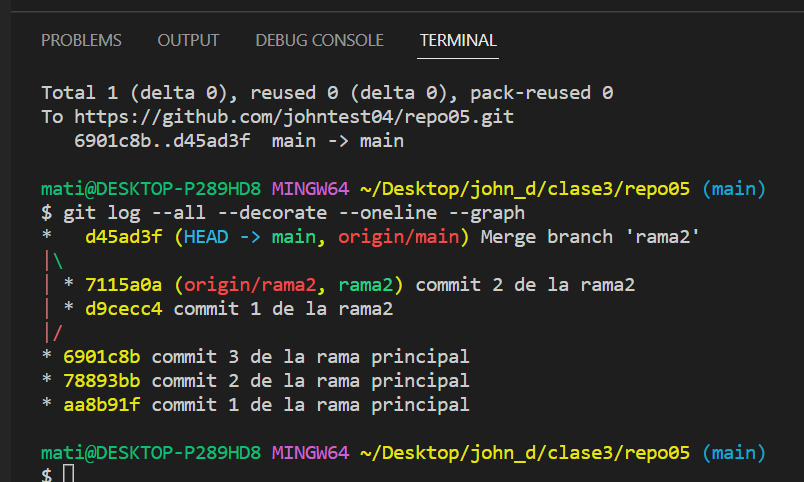 PROBLEMS OUTPUT DEBUG CONSOLE TERMINAL
Total 1 (delta 0), reused 0 (delta 0), pack-reused 0
To https://github.com/johntest04/repo05.git
   6901c8b..d45ad3f  main -> main
mati@DESKTOP-P289HD8 MINGW64 ~/Desktop/john_d/clase3/repo05 (main)
$ git log --all --decorate --oneline --graph
*   d45ad3f (HEAD -> main, origin/main) Merge branch 'rama2'
|\
| * 7115a0a (origin/rama2, rama2) commit 2 de la rama2
| * d9cecc4 commit 1 de la rama2
|/
* 6901c8b commit 3 de la rama principal
* 78893bb commit 2 de la rama principal
* aa8b91f commit 1 de la rama principal
mati@DESKTOP-P289HD8 MINGW64 ~/Desktop/john_d/clase3/repo05 (main)
$